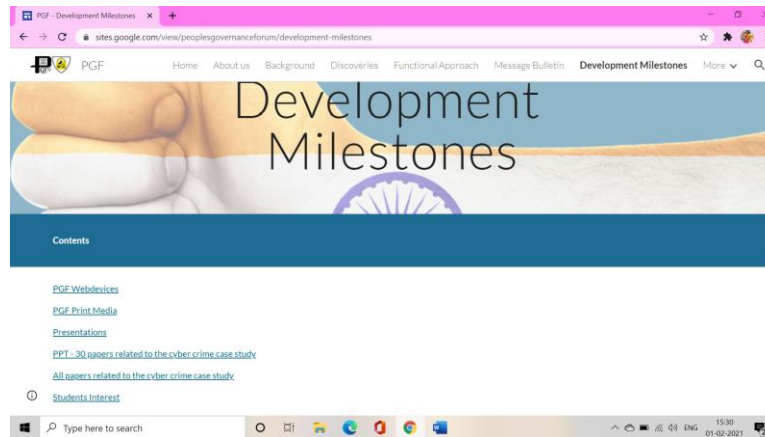 PGF - Development Milestones
sites.google.com/view/peoplesgovernanceforum/development-milestones
PGF Home About us Background Discoveries Functional Approach Message Bulletin Development Milestones More
Development
Milestones
Contents
PGF Webdevices
PGF Print Media
Presentations
PPT - 30 papers related to the cyber crime case study
All papers related to the cyber crime case study
Students Interest
Type here to search ENG 15:30
01-02-2021